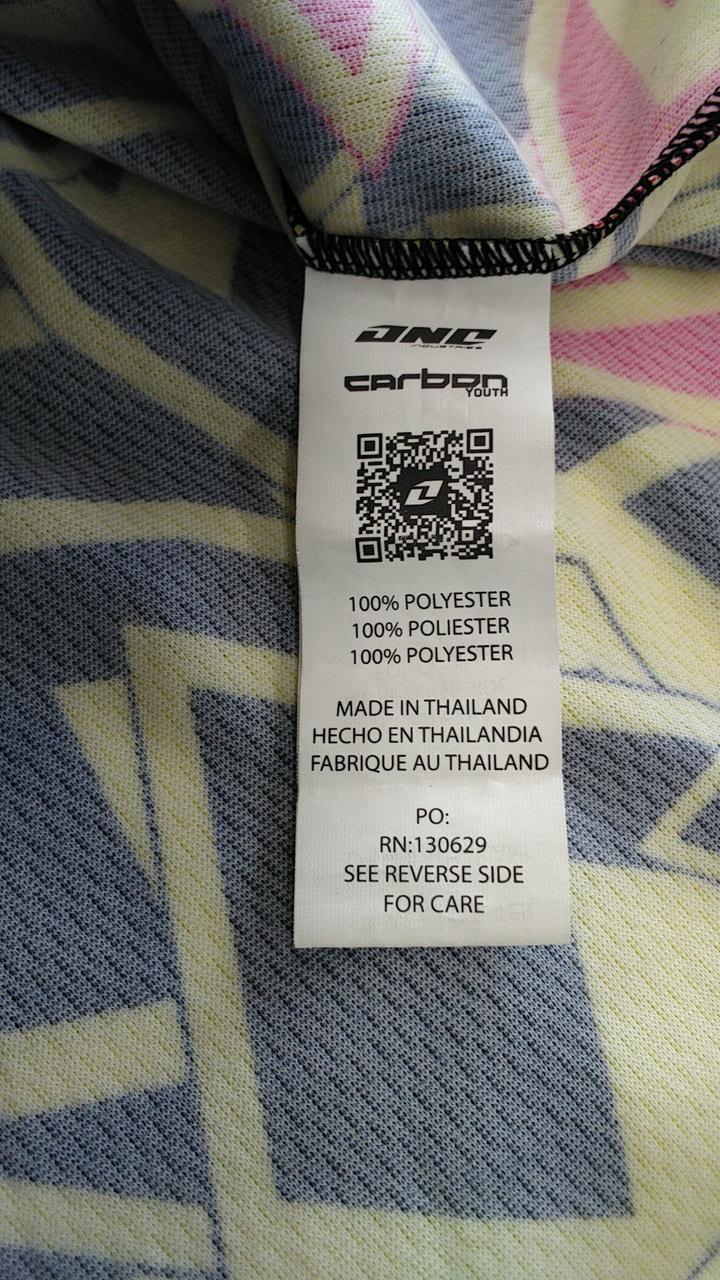 ONE
INDUSTRIES
carbon
YOUTH
100% POLYESTER
100% POLIESTER
100% POLYESTER
MADE IN THAILAND
HECHO EN THAILANDIA
FABRIQUE AU THAILAND
PO:
RN:130629
SEE REVERSE SIDE
FOR CARE